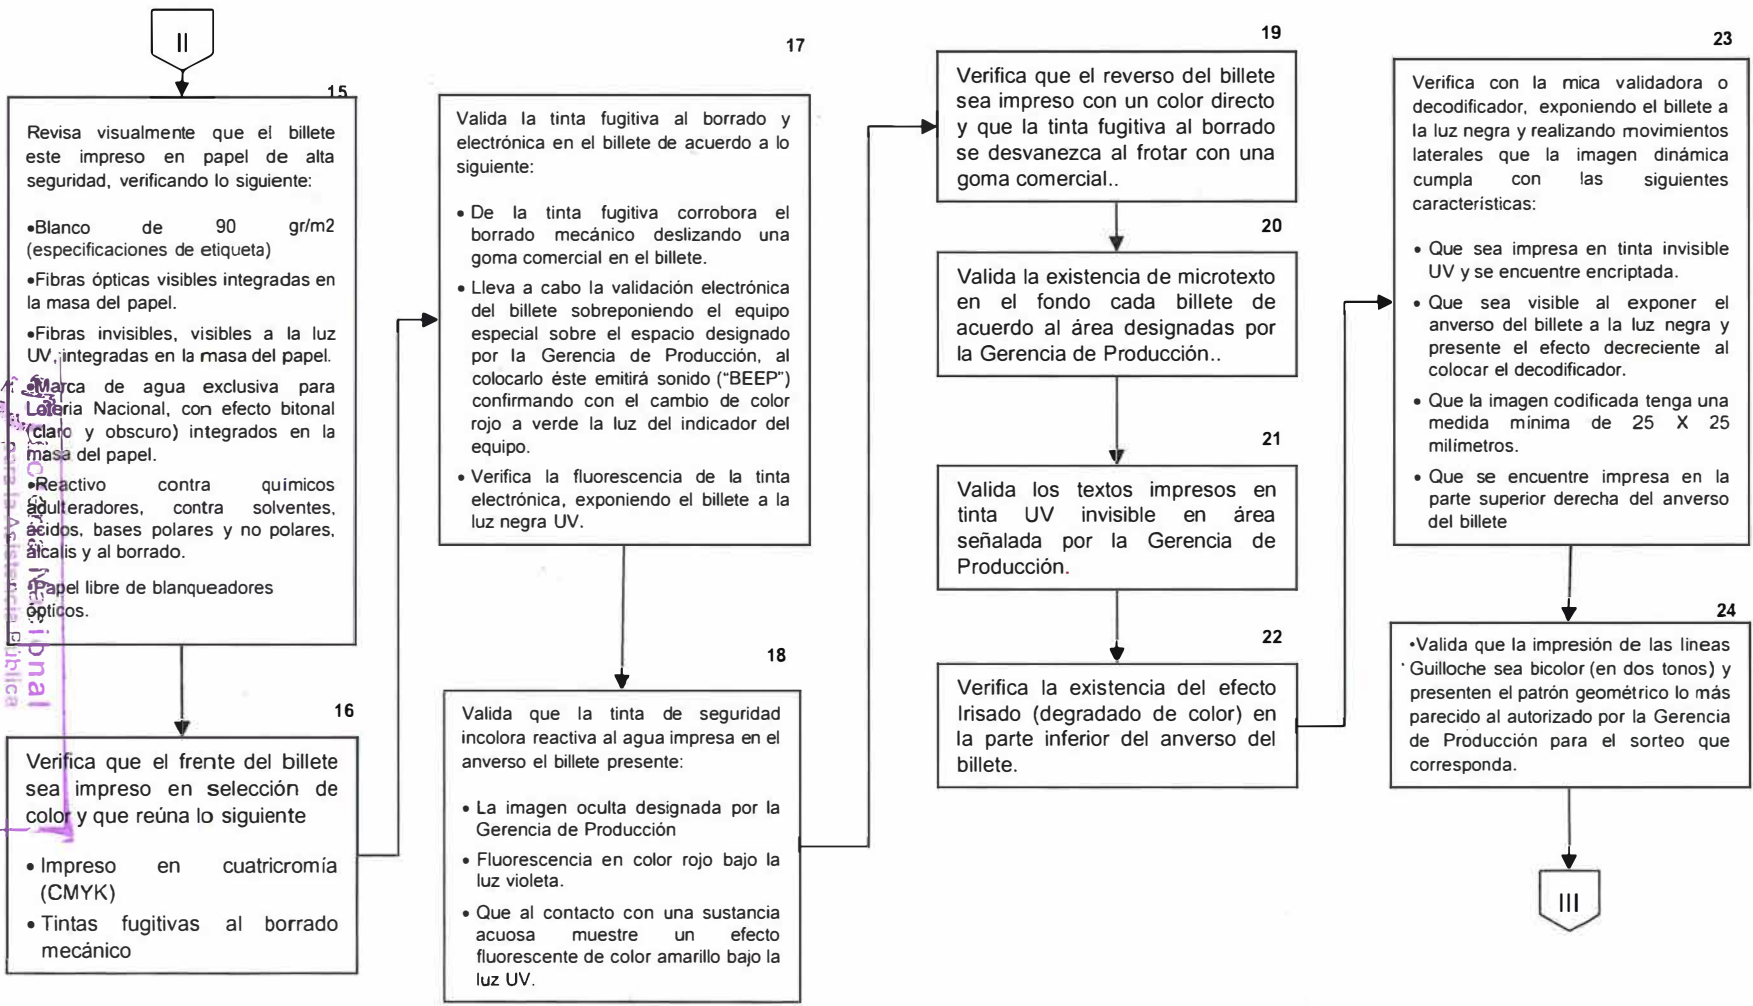 II
15
Revisa visualmente que el billete
este impreso en papel de alta
seguridad, verificando lo siguiente:
•Blanco de 90 gr/m2
(especificaciones de etiqueta)
•Fibras ópticas visibles integradas en
la masa del papel.
•Fibras invisibles, visibles a la luz
UV, integradas en la masa del papel.
•Marca de agua exclusiva para
Lotería Nacional, con efecto bitonal
(claro y obscuro) integrados en la
masa del papel.
•Reactivo contra químicos
adulteradores, contra solventes,
ácidos, bases polares y no polares,
álcalis y al borrado.
•Papel libre de blanqueadores
ópticos.
16
Verifica que el frente del billete
sea impreso en selección de
color y que reúna lo siguiente
• Impreso en cuatricromía
(CMYK)
• Tintas fugitivas al borrado
mecánico
17
Valida la tinta fugitiva al borrado y
electrónica en el billete de acuerdo a lo
siguiente:
• De la tinta fugitiva corrobora el
borrado mecánico deslizando una
goma comercial en el billete.
• Lleva a cabo la validación electrónica
del billete sobreponiendo el equipo
especial sobre el espacio designado
por la Gerencia de Producción, al
colocarlo éste emitirá sonido (“BEEP”)
confirmando con el cambio de color
rojo a verde la luz del indicador del
equipo.
• Verifica la fluorescencia de la tinta
electrónica, exponiendo el billete a la
luz negra UV.
18
Valida que la tinta de seguridad
incolora reactiva al agua impresa en el
anverso el billete presente:
• La imagen oculta designada por la
Gerencia de Producción
• Fluorescencia en color rojo bajo la
luz violeta.
• Que al contacto con una sustancia
acuosa muestre un efecto
fluorescente de color amarillo bajo la
luz UV.
19
Verifica que el reverso del billete
sea impreso con un color directo
y que la tinta fugitiva al borrado
se desvanezca al frotar con una
goma comercial..
20
Valida la existencia de microtexto
en el fondo cada billete de
acuerdo al área designadas por
la Gerencia de Producción..
21
Valida los textos impresos en
tinta UV invisible en área
señalada por la Gerencia de
Producción.
22
Verifica la existencia del efecto
Irisado (degradado de color) en
la parte inferior del anverso del
billete.
23
Verifica con la mica validadora o
decodificador, exponiendo el billete a
la luz negra y realizando movimientos
laterales que la imagen dinámica
cumpla con las siguientes
características:
• Que sea impresa en tinta invisible
UV y se encuentre encriptada.
• Que sea visible al exponer el
anverso del billete a la luz negra y
presente el efecto decreciente al
colocar el decodificador.
• Que la imagen codificada tenga una
medida mínima de 25 X 25
milímetros.
• Que se encuentre impresa en la
parte superior derecha del anverso
del billete
24
•Valida que la impresión de las líneas
Guilloche sea bicolor (en dos tonos) y
presenten el patrón geométrico lo más
parecido al autorizado por la Gerencia
de Producción para el sorteo que
corresponda.
III
Nacional
para la Asistencia Pública